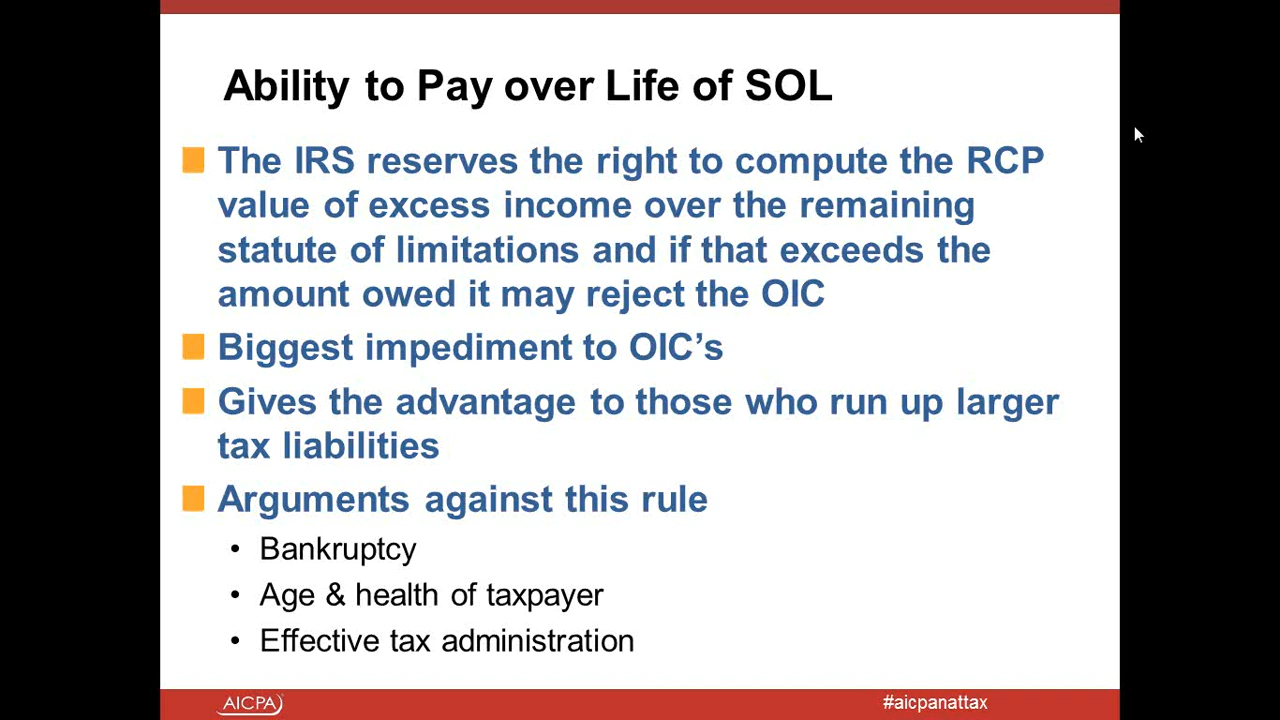 Ability to Pay over Life of SOL
The IRS reserves the right to compute the RCP
value of excess income over the remaining
statute of limitations and if that exceeds the
amount owed it may reject the OIC
Biggest impediment to OIC’s
Gives the advantage to those who run up larger
tax liabilities
Arguments against this rule
• Bankruptcy
• Age & health of taxpayer
• Effective tax administration
AICPA
#aicpanattax